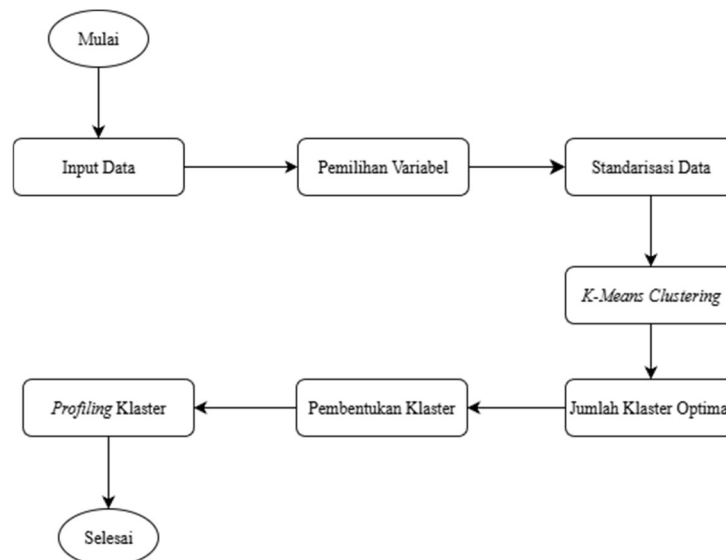 Mulai
Input Data
Pemilihan Variabel
Standarisasi Data
K-Means Clustering
Jumlah Klaster Optima
Pembentukan Klaster
Profiling Klaster
Selesai